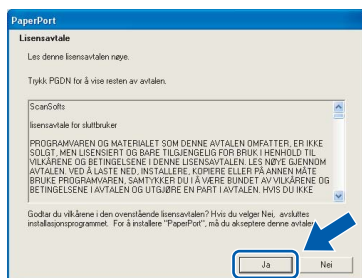 PaperPort
Lisensavtale
Les denne lisensavtalen nøye.
Trykk PGDN for å vise resten av avtalen.
ScanSofts
lisensavtale for sluttbruker
PROGRAMVAREN OG MATERIALET SOM DENNE AVTALEN OMFATTER, ER IKKE
SOLGT, MEN LISENSIERT OG BARE TILGJENGELIG FOR BRUK I HENHOLD TIL
VILKÅRENE OG BETINGELSENE I DENNE LISENSAVTALEN. LES NØYE GJENNOM
AVTALEN. VED Å LASTE NED, INSTALLERE, KOPIERE ELLER PÅ ANNEN MÅTE
BRUKE PROGRAMVAREN, SAMTYKKER DU I Å VÆRE BUNDET AV VILKÅRENE OG
BETINGELSENE I AVTALEN OG UTGJØRE EN PART I AVTALEN. HVIS DU IKKE
Godtar du vilkårene i den ovenstående lisensavtalen? Hvis du velger Nei, avsluttes
installasjonsprogrammet. For å installere "PaperPort", må du akseptere denne avtalen.
Ja
Nei